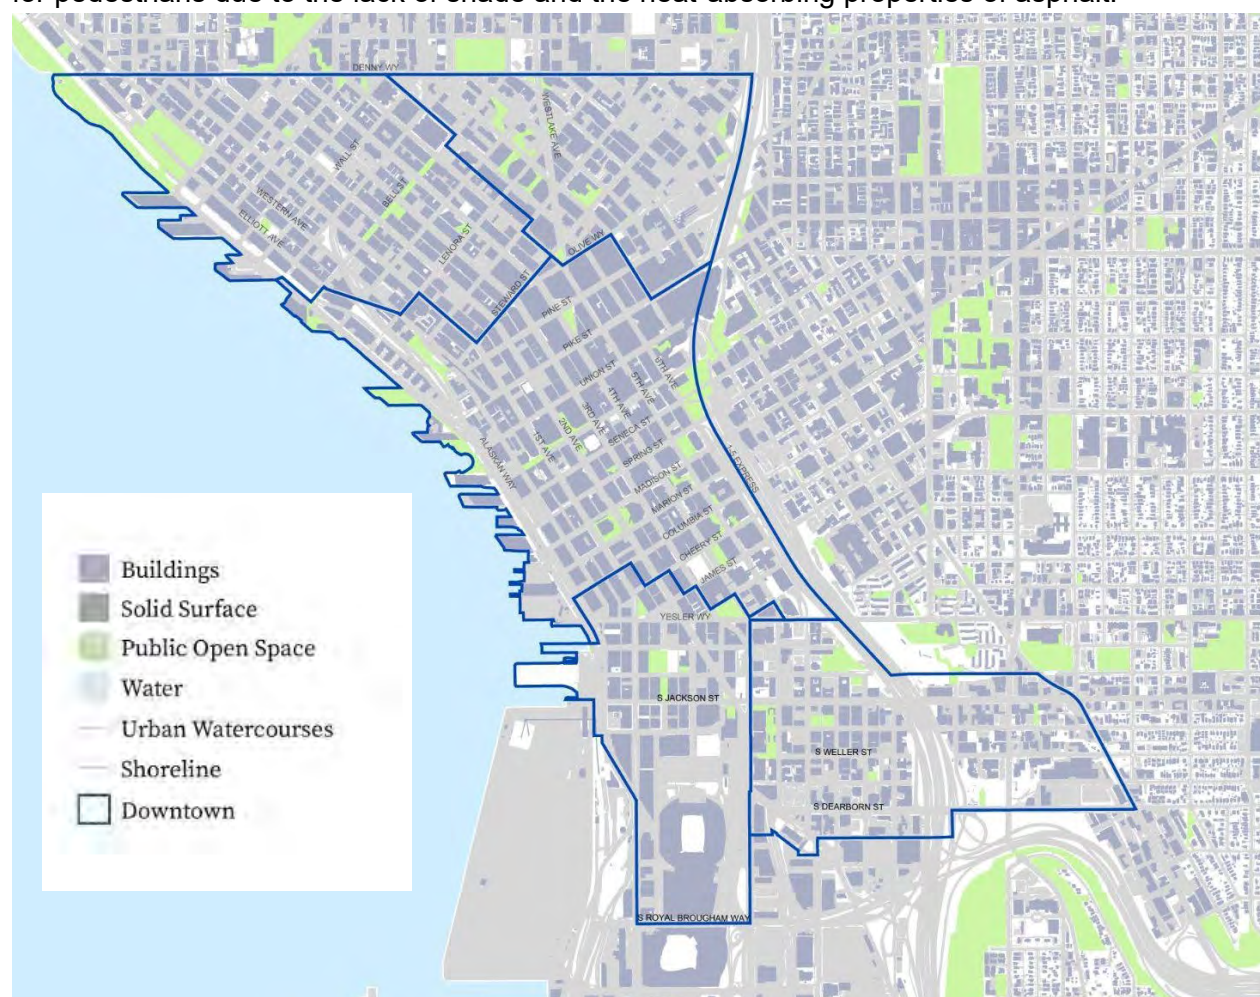 for pedestrians due to the lack of shade and the heat-absorbing properties of asphalt.
DENNY WY
WESTLAKE AVE
WALL ST
BELL ST
WESTERN AVE
ELLIOTT AVE
LENORA ST
OLIVE WY
STEWARD ST
PINE ST
PIKE ST
UNION ST
6TH AVE
5TH AVE
4TH AVE
3RD AVE
2ND AVE
1ST AVE
SENECA ST
SPRING ST
ALASKAN WAY
I-5 EXPRESS
MADISON ST
MARION ST
COLUMBIA ST
CHEERY ST
JAMES ST
YESLER WY
S JACKSON ST
S WELLER ST
S DEARBORN ST
S ROYAL BROUGHAM WAY
Buildings
Solid Surface
Public Open Space
Water
Urban Watercourses
Shoreline
Downtown